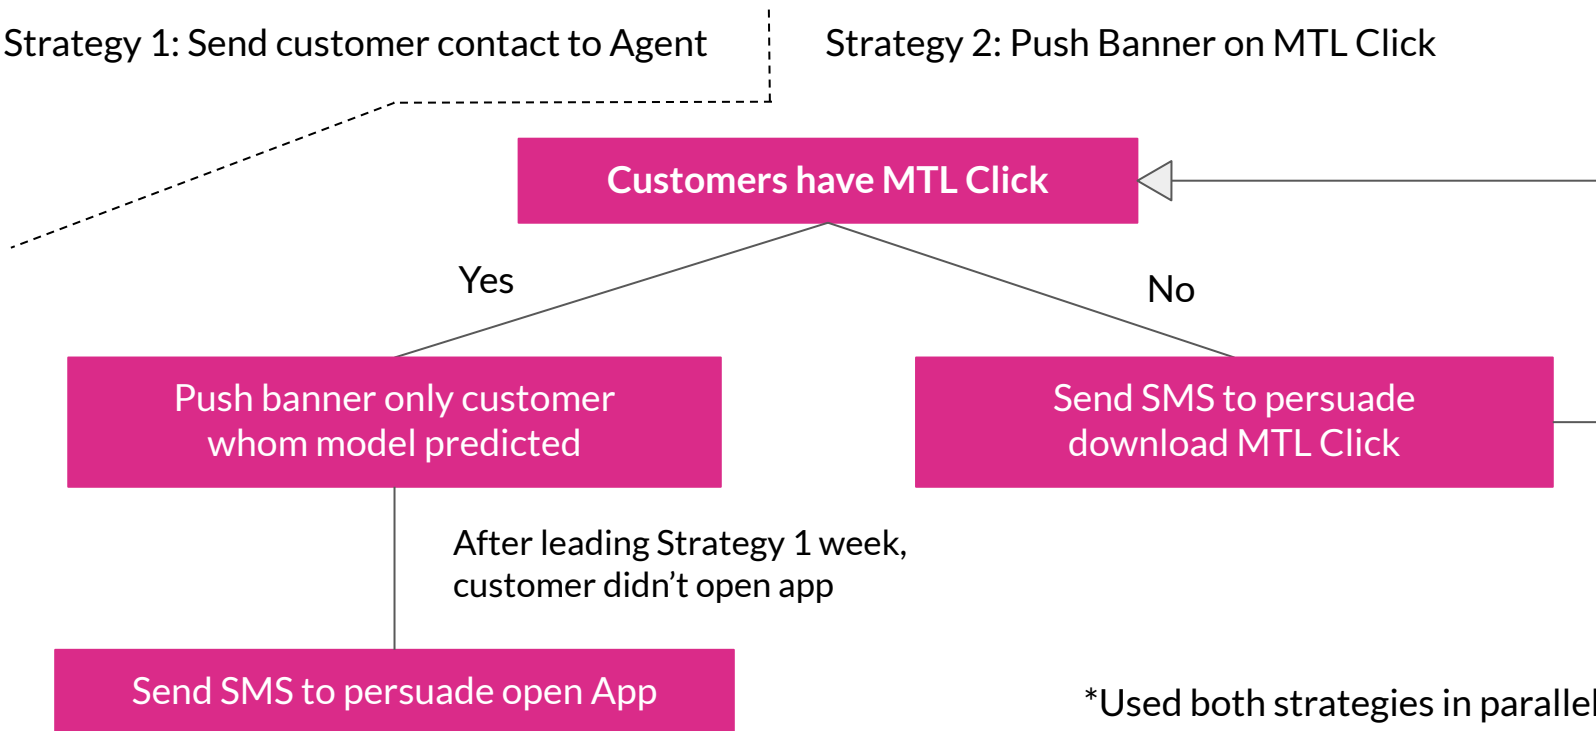 Strategy 1: Send customer contact to Agent
Strategy 2: Push Banner on MTL Click
Customers have MTL Click
Yes
No
Push banner only customer
whom model predicted
Send SMS to persuade
download MTL Click
After leading Strategy 1 week,
customer didn't open app
Send SMS to persuade open App
*Used both strategies in parallel